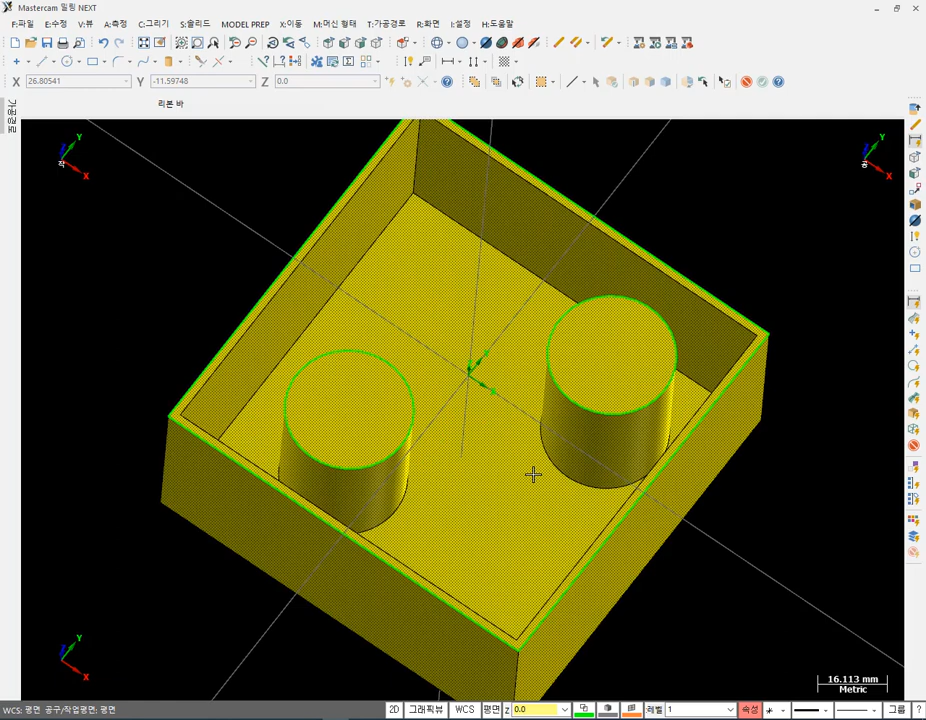 Mastercam 밀링 NEXT
F:파일 E:수정 V:뷰 A:측정 C:그리기 S:솔리드 MODEL PREP X:이동 M:머신 형태 T:가공경로 R:화면 I:설정 H:도움말
X 26.80541 Y -11.59748 Z 0.0
리본 바
가공경로
Y
X
Y
X
Y
X
X
16.113 mm
Metric
WCS: 평면 공구/작업평면: 평면 2D 그래픽뷰 WCS 평면 Z 0.0 레벨 1 속성 그룹 ?